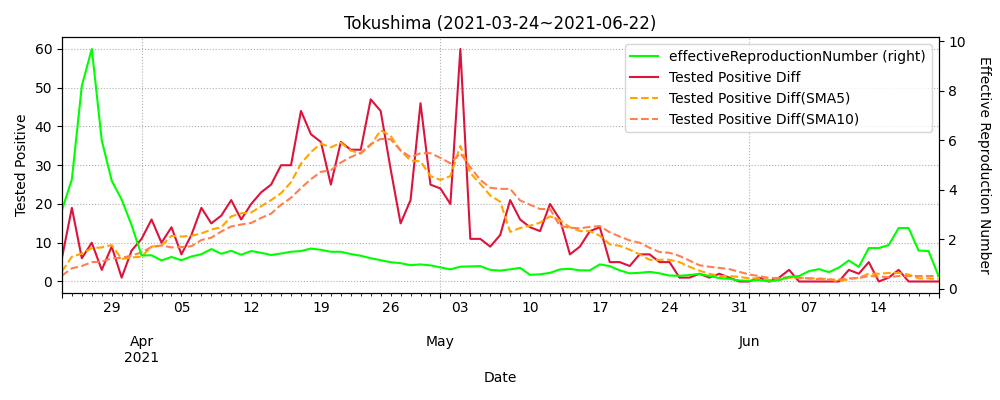 Tokushima (2021-03-24~2021-06-22)
effectiveReproductionNumber (right)
Tested Positive Diff
Tested Positive Diff(SMA5)
Tested Positive Diff(SMA10)
Tested Positive
60
50
40
30
20
10
0
Effective Reproduction Number
10
8
6
4
2
0
29 05 12 19 26 03 10 17 24 31 07 14
Apr May Jun
2021
Date